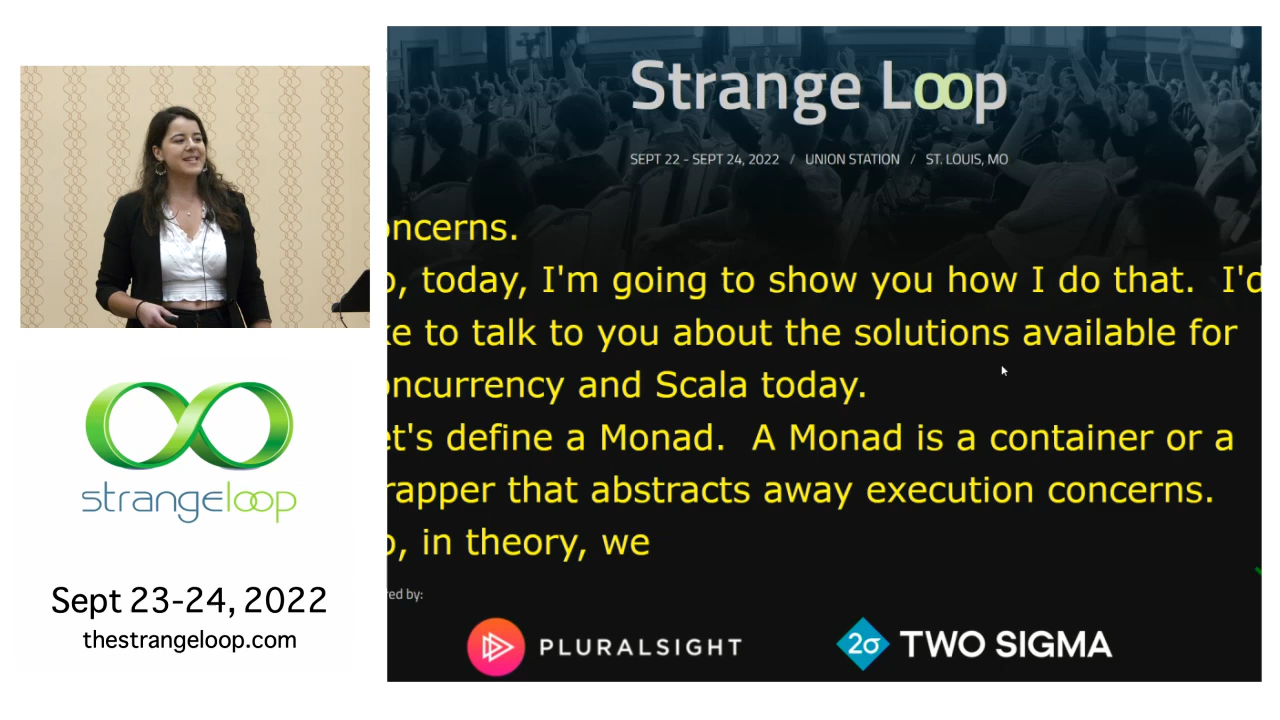 strangeloop
Sept 23-24, 2022
thestrangeloop.com
Strange Loop
SEPT 22 - SEPT 24, 2022 / UNION STATION / ST. LOUIS, MO
oncerns.
o, today, I'm going to show you how I do that. I'd
ke to talk to you about the solutions available for
oncurrency and Scala today.
et's define a Monad. A Monad is a container or a
rapper that abstracts away execution concerns.
o, in theory, we
red by:
PLURALSIGHT
2σ TWO SIGMA